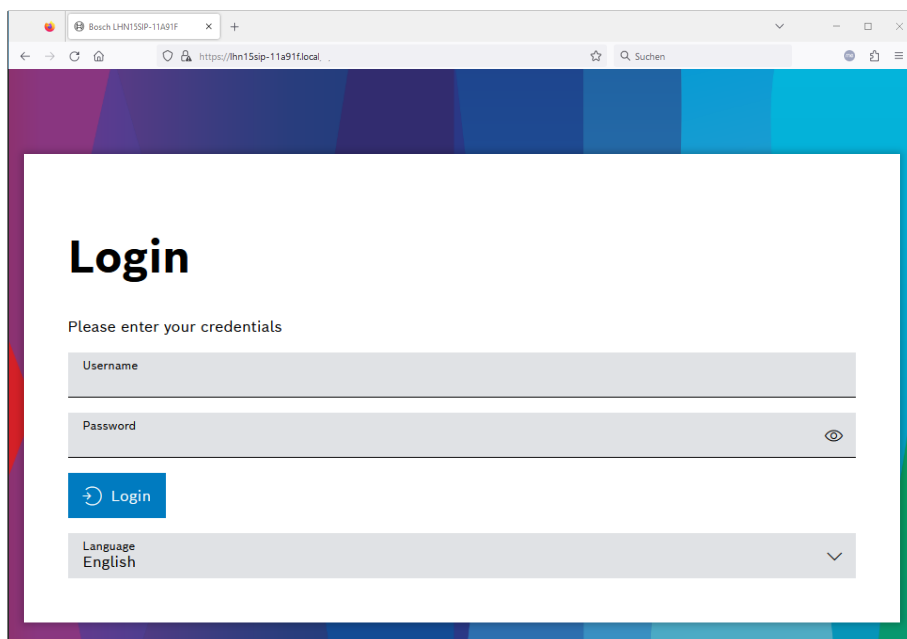 Bosch LHN15SIP-11A91F
https://lhn15sip-11a91f.local
Suchen
Login
Please enter your credentials
Username
Password
Login
Language
English